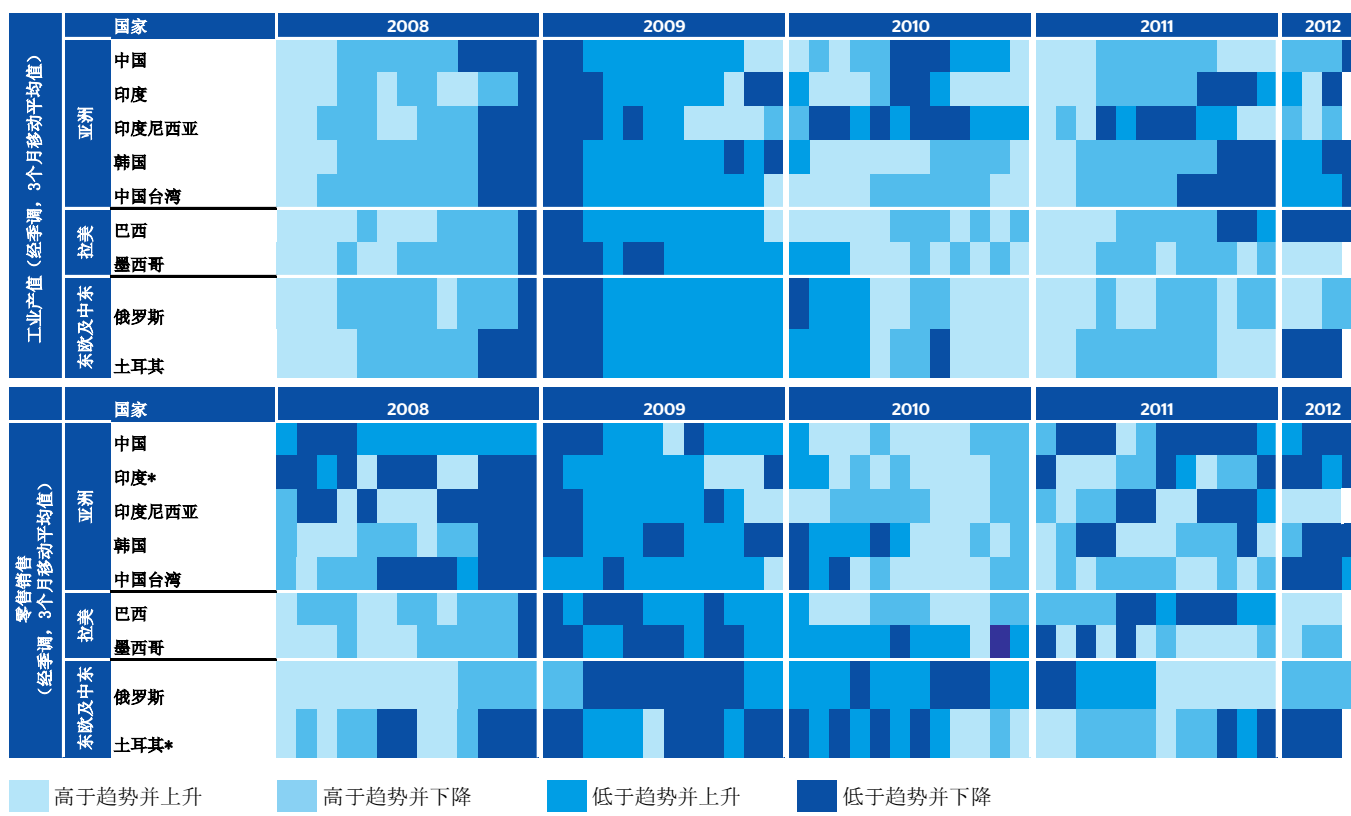 国家 2008 2009 2010 2011 2012
工业产值（经季调，3个月移动平均值）
亚洲
中国
印度
印度尼西亚
韩国
中国台湾
拉美
巴西
墨西哥
东欧及中东
俄罗斯
土耳其
国家 2008 2009 2010 2011 2012
零售销售
（经季调，3个月移动平均值）
亚洲
中国
印度*
印度尼西亚
韩国
中国台湾
拉美
巴西
墨西哥
东欧及中东
俄罗斯
土耳其*
高于趋势并上升 高于趋势并下降 低于趋势并上升 低于趋势并下降